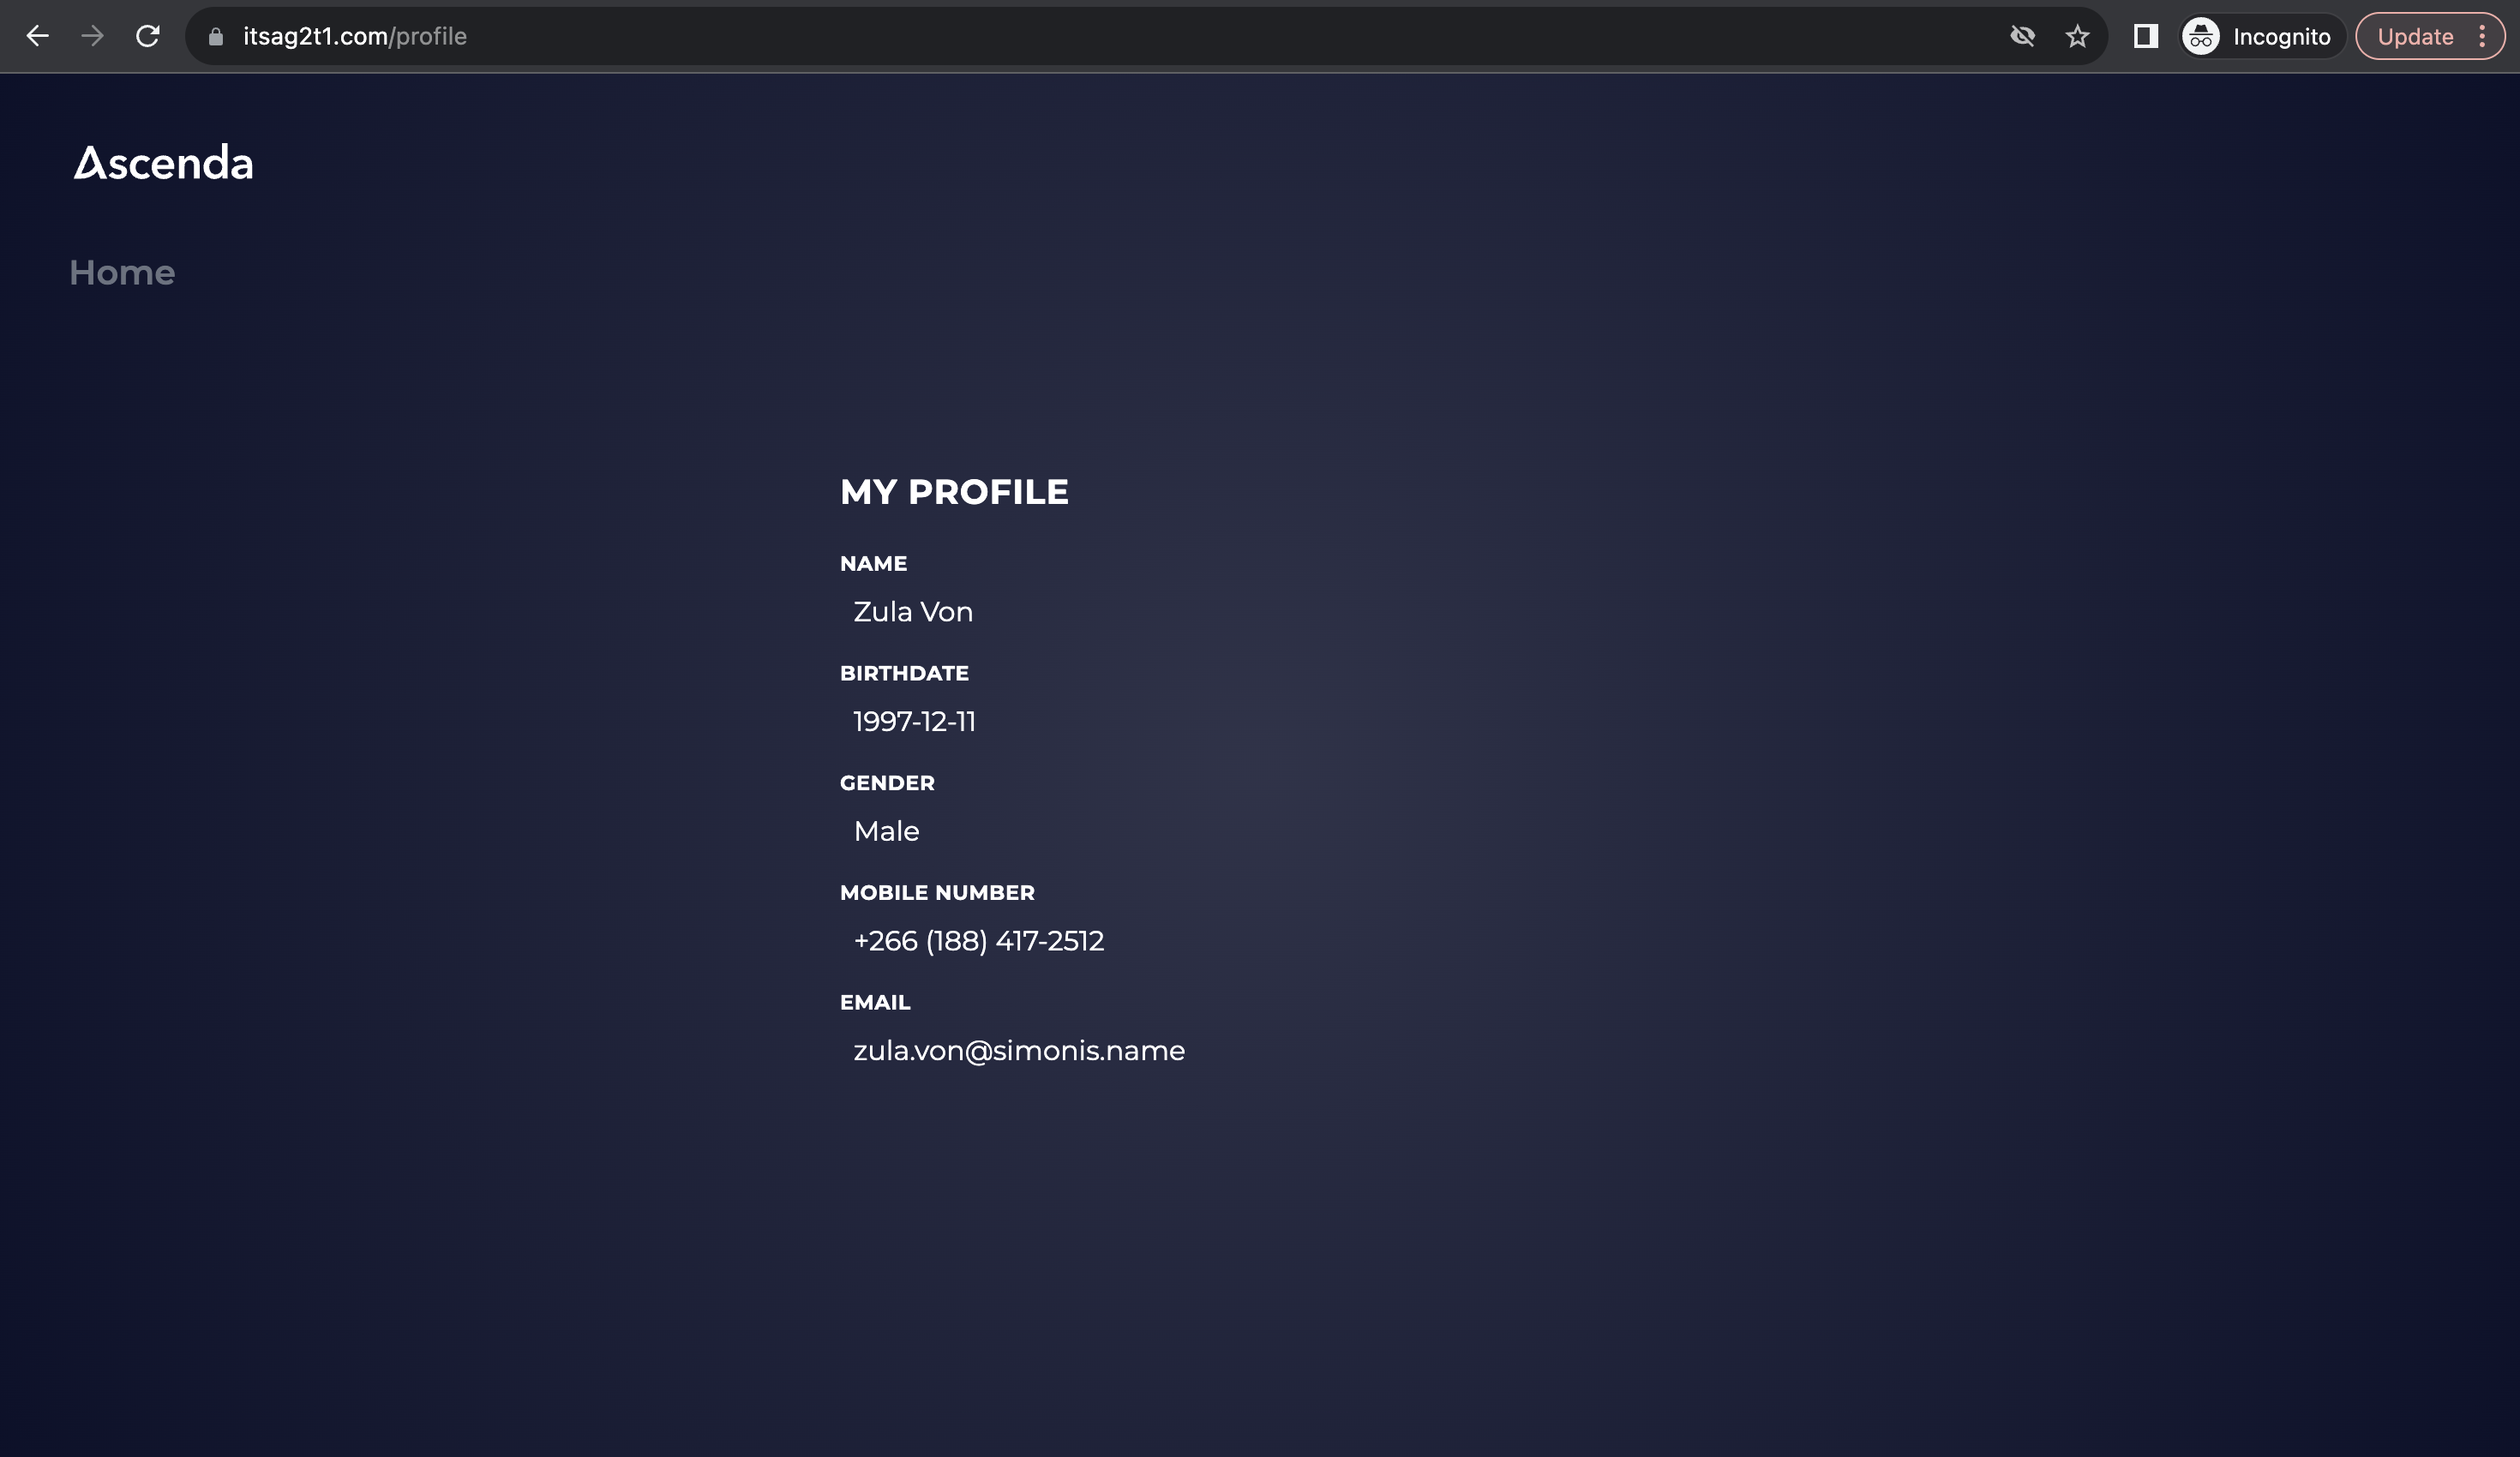 itsag2t1.com/profile
Incognito
Update
Ascenda
Home
MY PROFILE
NAME
Zula Von
BIRTHDATE
1997-12-11
GENDER
Male
MOBILE NUMBER
+266 (188) 417-2512
EMAIL
zula.von@simonis.name